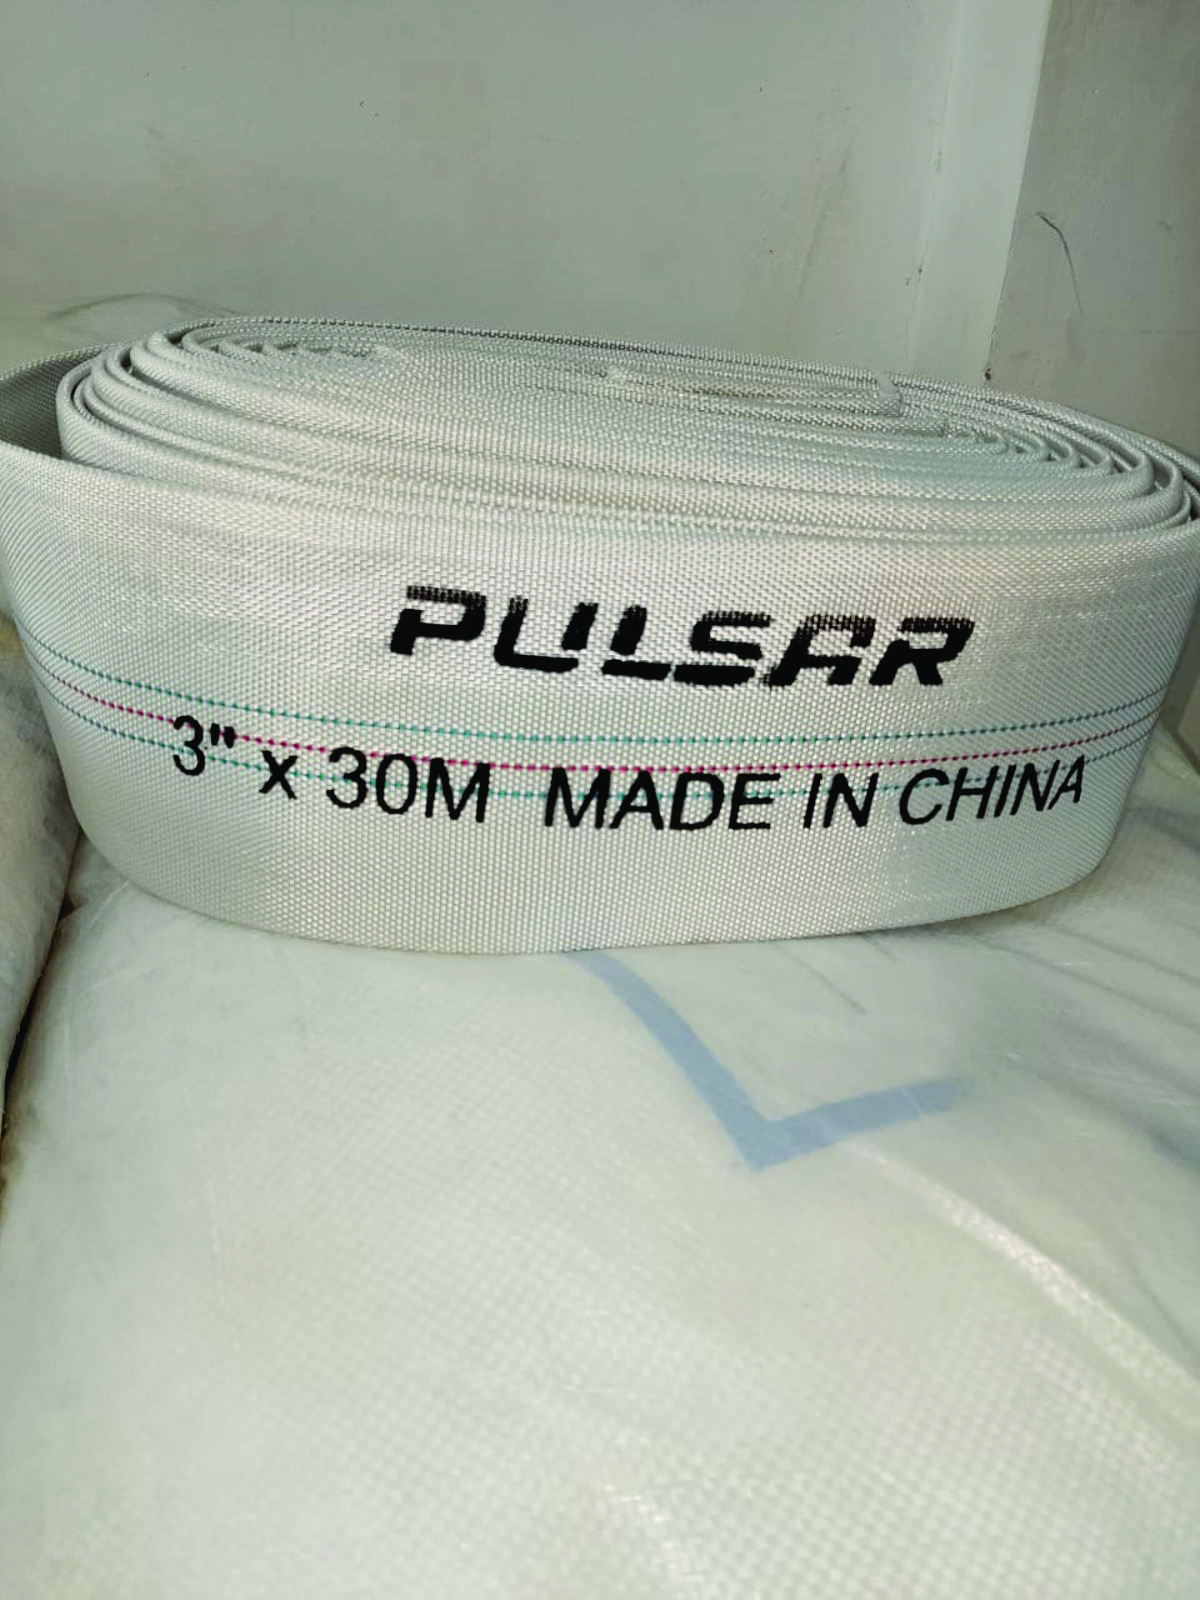 PULSAR
3" x 30M MADE IN CHINA